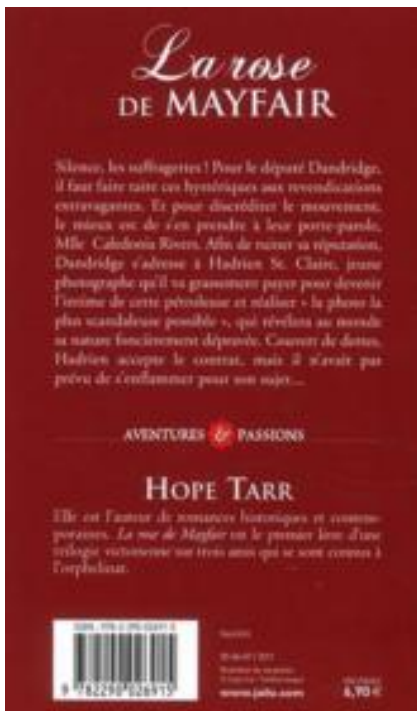 La rose
DE MAYFAIR
Silence, les suffragettes ! Pour le député Dandridge,
il faut faire taire ces hystériques aux revendications
extravagantes. Et pour discréditer le mouvement,
le mieux est de s'en prendre à leur porte-parole,
Mlle Caledonia Rivers. Afin de ruiner sa réputation,
Dandridge s'adresse à Hadrien St. Claire, jeune
photographe qu'il va grassement payer pour devenir
l'intime de cette pétroleuse et réaliser « la photo la
plus scandaleuse possible », qui révélera au monde
sa nature foncièrement dépravée. Couvert de dettes,
Hadrien accepte le contrat, mais il n'avait pas
prévu de s'enflammer pour son sujet...
AVENTURES & PASSIONS
HOPE TARR
Elle est l'auteur de romances historiques et contem-
poraines. La rose de Mayfair est le premier livre d'une
trilogie victorienne sur trois amis qui se sont connus à
l'orphelinat.
9 782290 026915
www.jailu.com
6,90 €